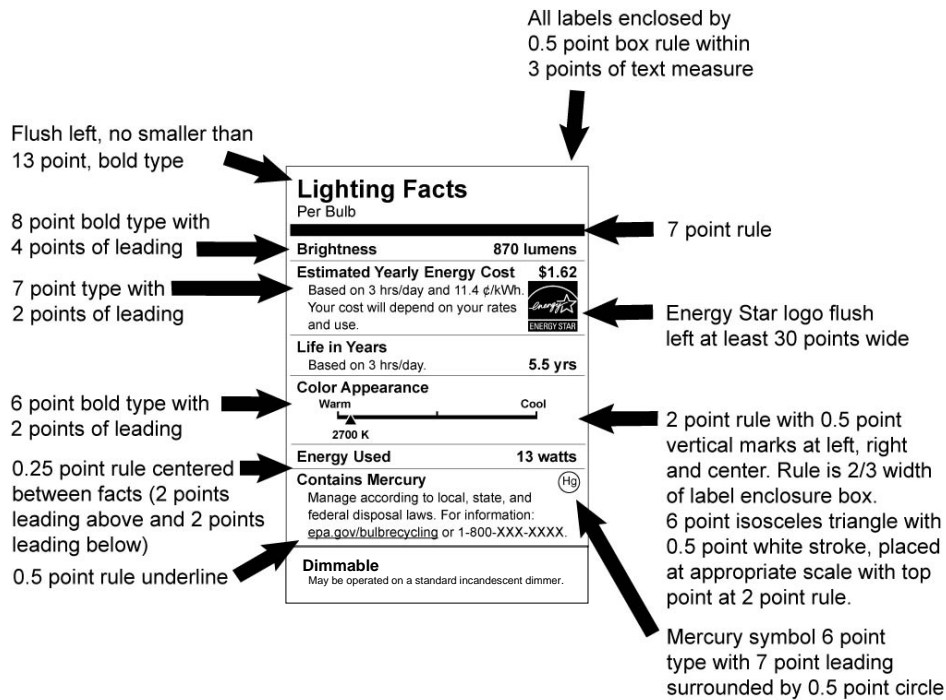 All labels enclosed by
0.5 point box rule within
3 points of text measure
Flush left, no smaller than
13 point, bold type
8 point bold type with
4 points of leading
7 point type with
2 points of leading
6 point bold type with
2 points of leading
0.25 point rule centered
between facts (2 points
leading above and 2 points
leading below)
0.5 point rule underline
Lighting Facts
Per Bulb
Brightness 870 lumens
Estimated Yearly Energy Cost $1.62
Based on 3 hrs/day and 11.4 ¢/kWh.
Your cost will depend on your rates
and use.
energy
ENERGY STAR
Life in Years
Based on 3 hrs/day. 5.5 yrs
Color Appearance
Warm Cool
2700 K
Energy Used 13 watts
Contains Mercury Hg
Manage according to local, state, and
federal disposal laws. For information:
epa.gov/bulbrecycling or 1-800-XXX-XXXX.
Dimmable
May be operated on a standard incandescent dimmer.
7 point rule
Energy Star logo flush
left at least 30 points wide
2 point rule with 0.5 point
vertical marks at left, right
and center. Rule is 2/3 width
of label enclosure box.
6 point isosceles triangle with
0.5 point white stroke, placed
at appropriate scale with top
point at 2 point rule.
Mercury symbol 6 point
type with 7 point leading
surrounded by 0.5 point circle